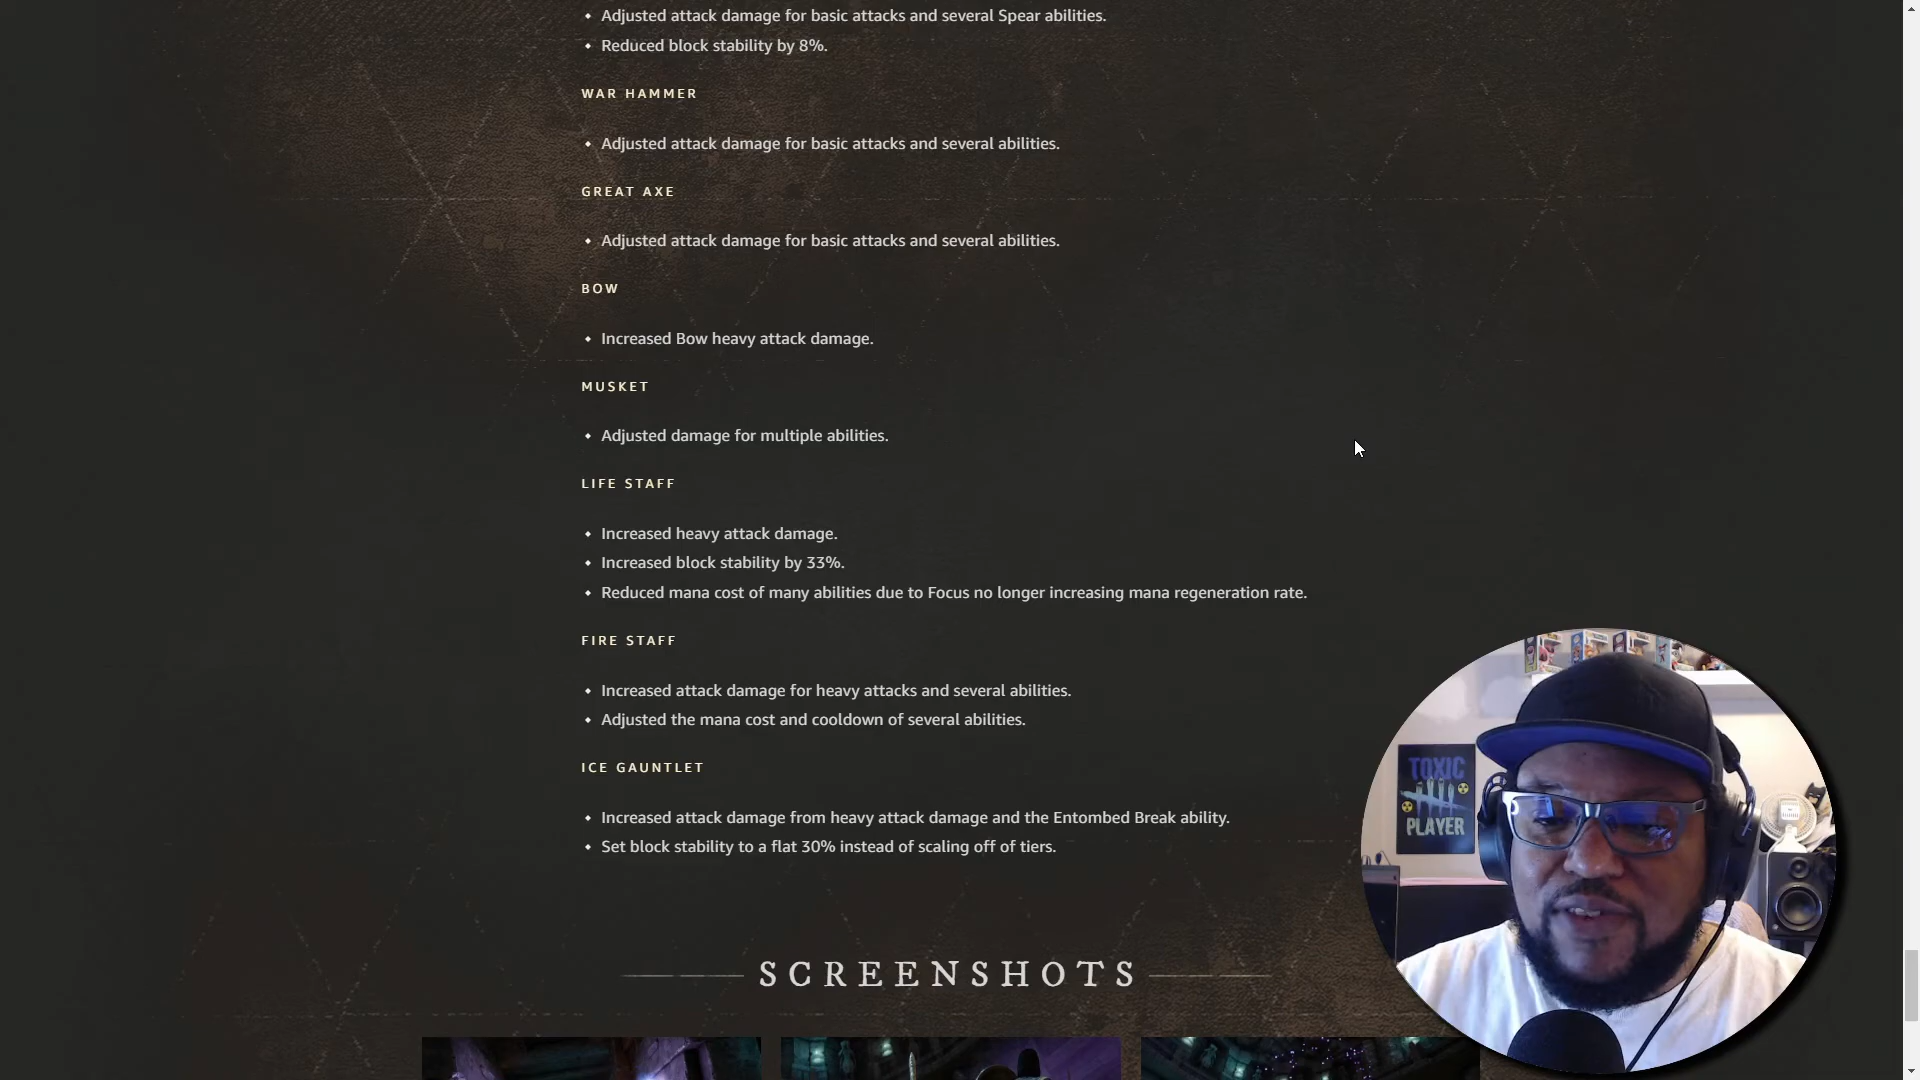 Adjusted attack damage for basic attacks and several Spear abilities.
Reduced block stability by 8%.
WAR HAMMER
Adjusted attack damage for basic attacks and several abilities.
GREAT AXE
Adjusted attack damage for basic attacks and several abilities.
BOW
Increased Bow heavy attack damage.
MUSKET
Adjusted damage for multiple abilities.
LIFE STAFF
Increased heavy attack damage.
Increased block stability by 33%.
Reduced mana cost of many abilities due to Focus no longer increasing mana regeneration rate.
FIRE STAFF
Increased attack damage for heavy attacks and several abilities.
Adjusted the mana cost and cooldown of several abilities.
ICE GAUNTLET
Increased attack damage from heavy attack damage and the Entombed Break ability.
Set block stability to a flat 30% instead of scaling off of tiers.
SCREENSHOTS
TOXIC
PLAYER